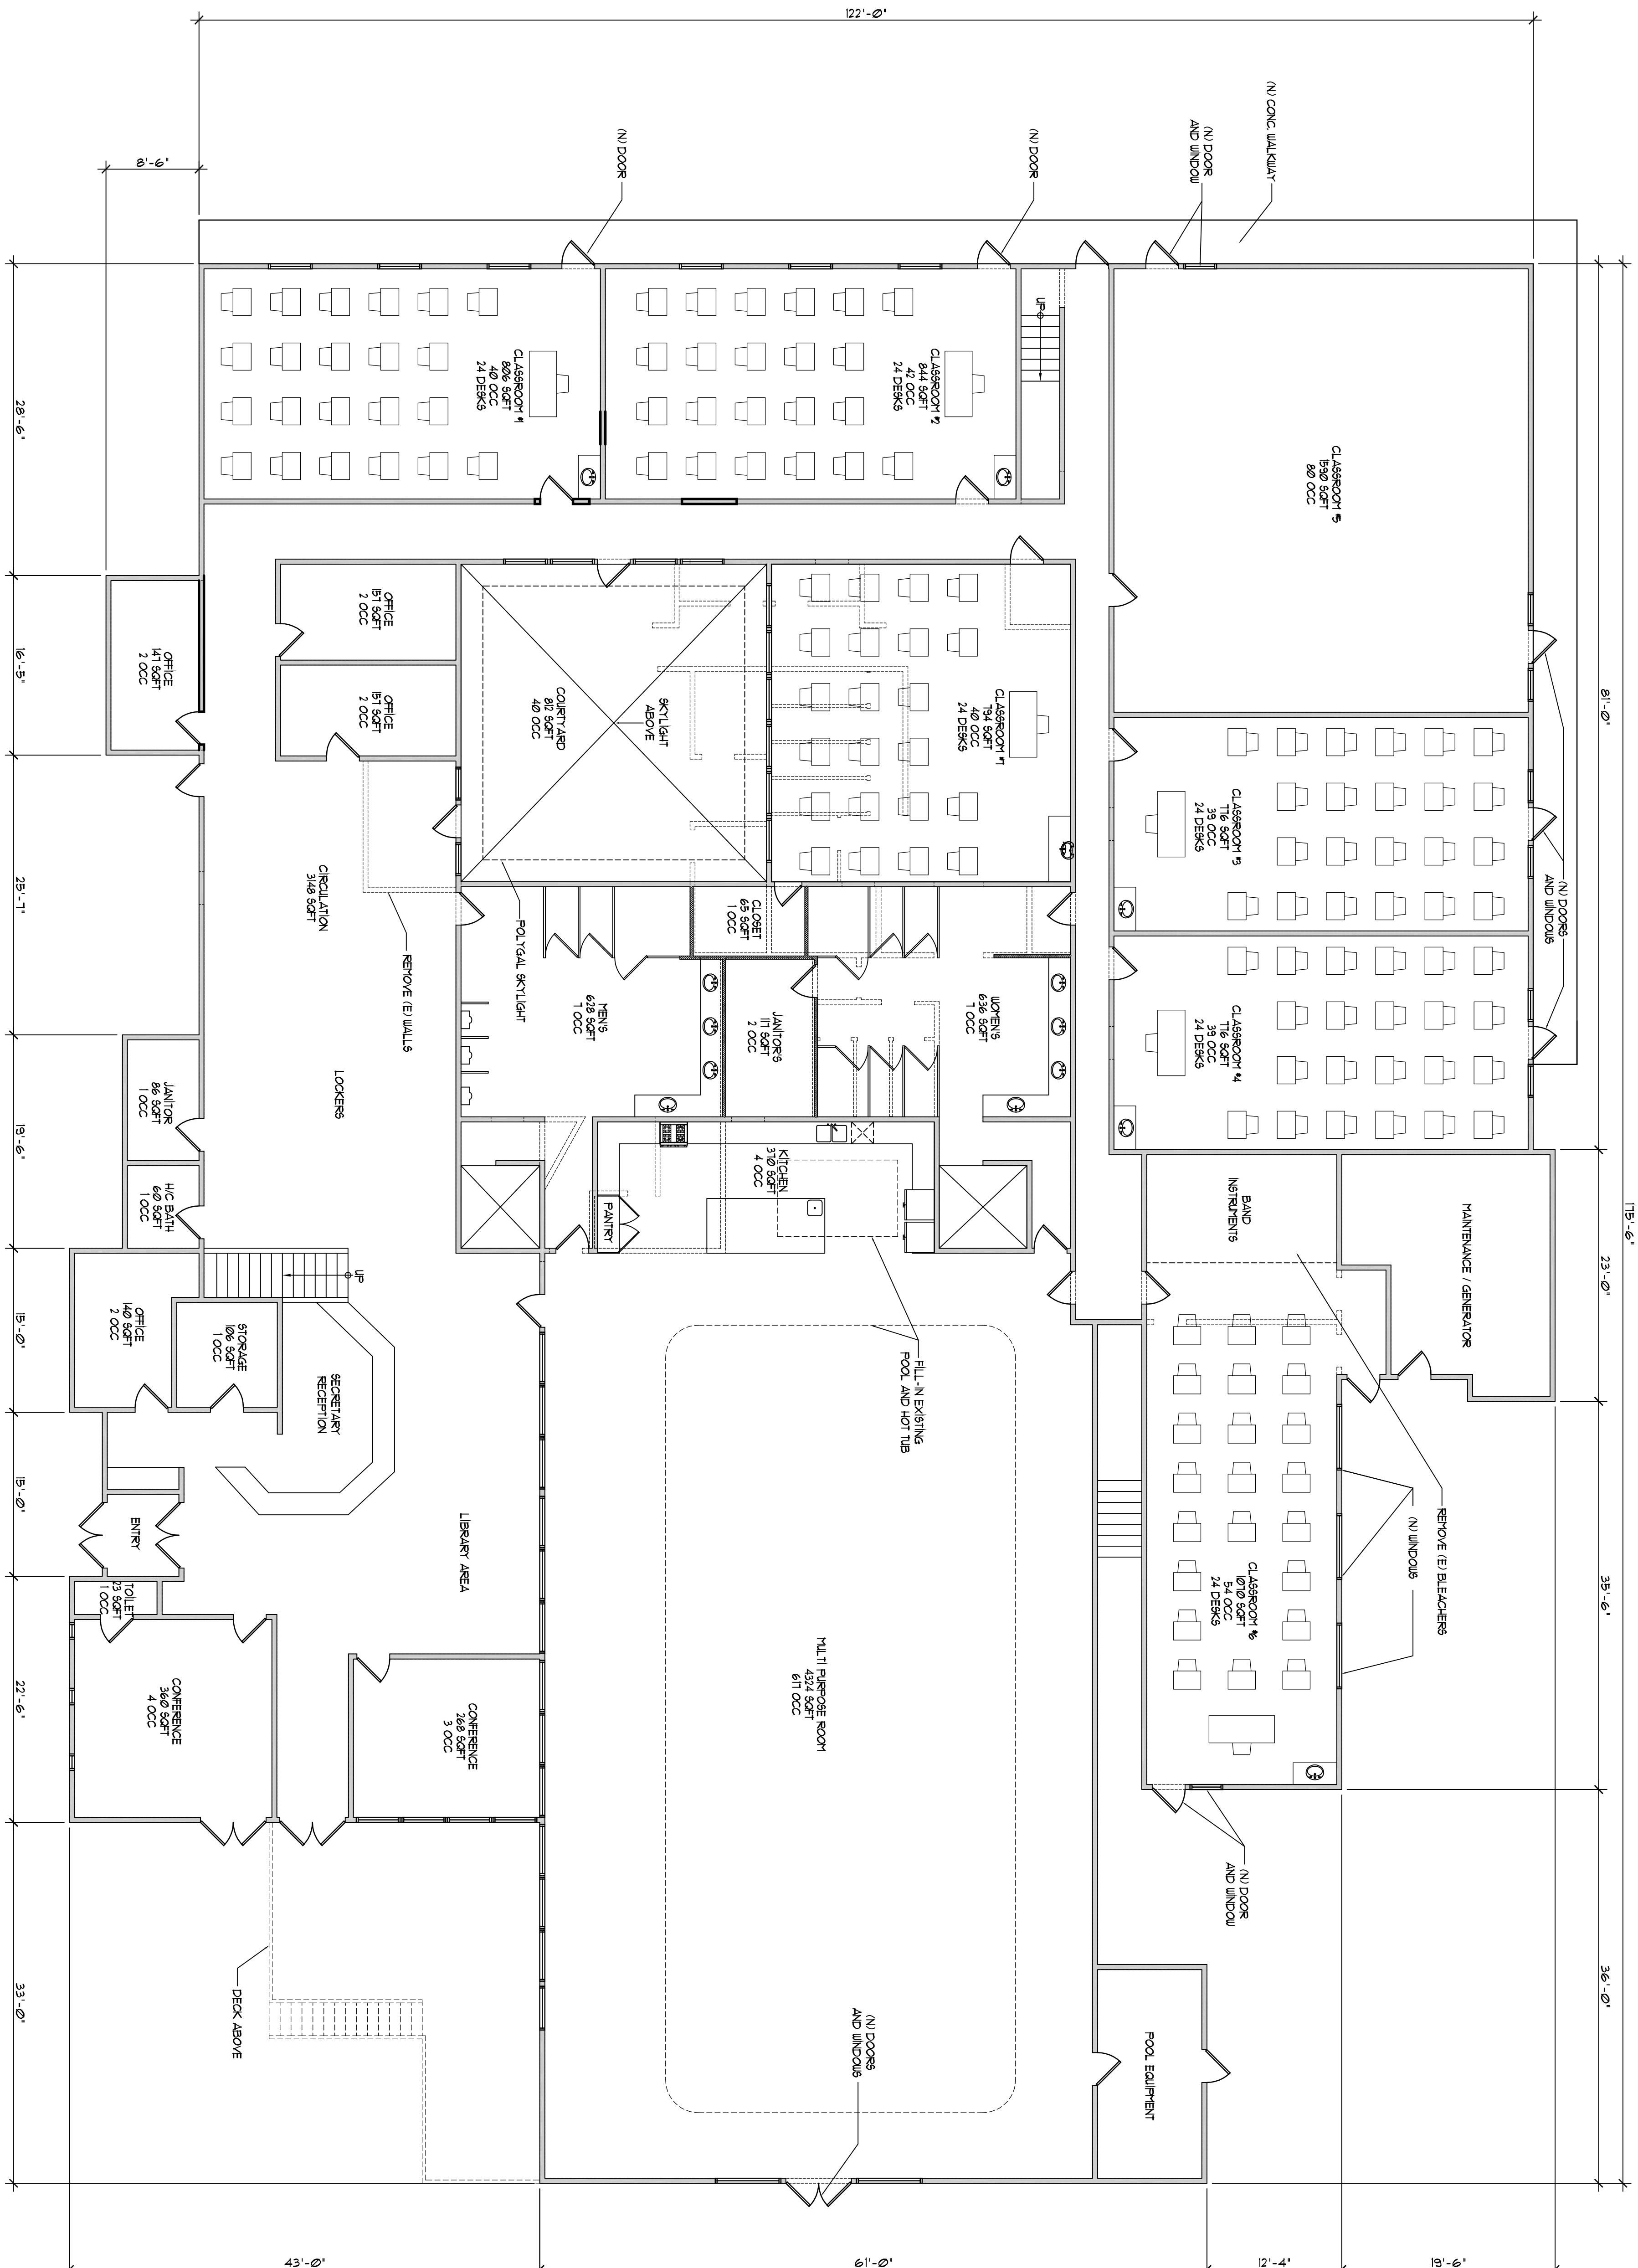 122'-0"
8'-6"
(N) CONC. WALKWAY
(N) DOOR
AND WINDOW
(N) DOOR
(N) DOOR
175'-6"
81'-0"
23'-0"
35'-6"
36'-0"
CLASSROOM #5
1590 SQFT
80 OCC
(N) DOORS
AND WINDOWS
CLASSROOM #3
776 SQFT
39 OCC
24 DESKS
CLASSROOM #4
776 SQFT
39 OCC
24 DESKS
MAINTENANCE / GENERATOR
BAND
INSTRUMENTS
REMOVE (E) BLEACHERS
(N) WINDOWS
CLASSROOM #6
1070 SQFT
54 OCC
24 DESKS
(N) DOOR
AND WINDOW
POOL EQUIPMENT
UP
CLASSROOM #2
844 SQFT
42 OCC
24 DESKS
CLASSROOM #1
806 SQFT
40 OCC
24 DESKS
CLASSROOM #7
794 SQFT
40 OCC
24 DESKS
SKYLIGHT
ABOVE
COURTYARD
812 SQFT
40 OCC
POLYGAL SKYLIGHT
OFFICE
157 SQFT
2 OCC
OFFICE
157 SQFT
2 OCC
OFFICE
147 SQFT
2 OCC
WOMEN'S
636 SQFT
7 OCC
CLOSET
65 SQFT
1 OCC
JANITOR'S
117 SQFT
2 OCC
MEN'S
628 SQFT
7 OCC
KITCHEN
370 SQFT
4 OCC
PANTRY
FILL-IN EXISTING
POOL AND HOT TUB
MULTI PURPOSE ROOM
4324 SQFT
617 OCC
(N) DOORS
AND WINDOWS
REMOVE (E) WALLS
CIRCULATION
3148 SQFT
LOCKERS
JANITOR
86 SQFT
1 OCC
H/C BATH
60 SQFT
1 OCC
UP
OFFICE
140 SQFT
2 OCC
STORAGE
106 SQFT
1 OCC
SECRETARY
RECEPTION
ENTRY
LIBRARY AREA
TOILET
23 SQFT
1 OCC
CONFERENCE
360 SQFT
4 OCC
CONFERENCE
268 SQFT
3 OCC
DECK ABOVE
28'-6"
16'-5"
25'-7"
19'-6"
15'-0"
15'-0"
22'-6"
33'-0"
43'-0"
61'-0"
12'-4"
19'-6"